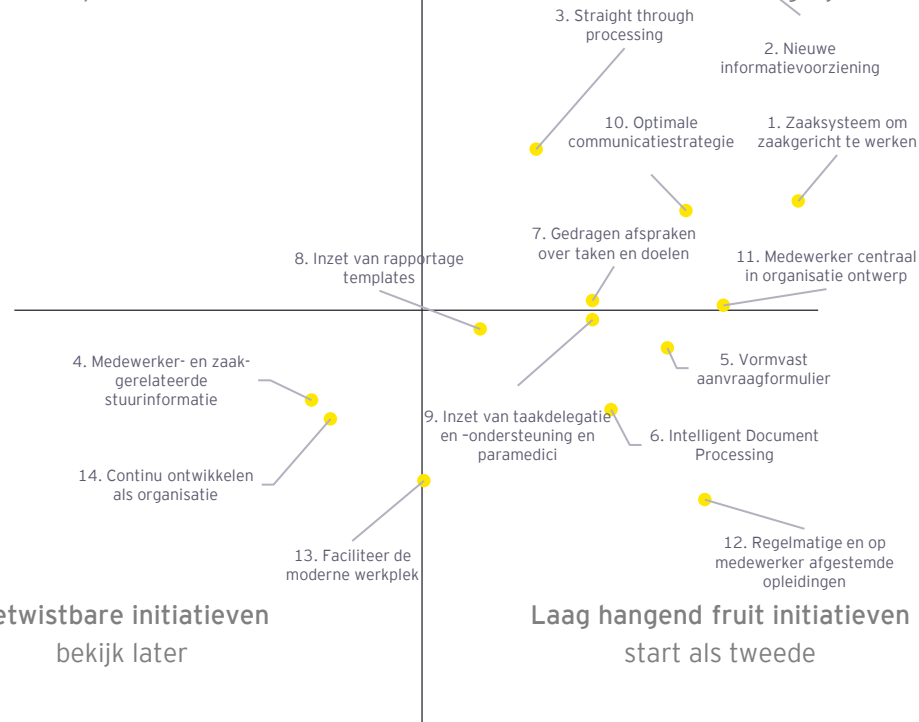 3. Straight through
processing
2. Nieuwe
informatievoorziening
10. Optimale
communicatiestrategie
1. Zaaksysteem om
zaakgericht te werken
7. Gedragen afspraken
over taken en doelen
8. Inzet van rapportage
templates
11. Medewerker centraal
in organisatie ontwerp
4. Medewerker- en zaak-
gerelateerde
stuurinformatie
5. Vormvast
aanvraagformulier
9. Inzet van taakdelegatie
en -ondersteuning en
paramedici
6. Intelligent Document
Processing
14. Continu ontwikkelen
als organisatie
13. Faciliteer de
moderne werkplek
12. Regelmatige en op
medewerker afgestemde
opleidingen
etwistbare initiatieven
bekijk later
Laag hangend fruit initiatieven
start als tweede